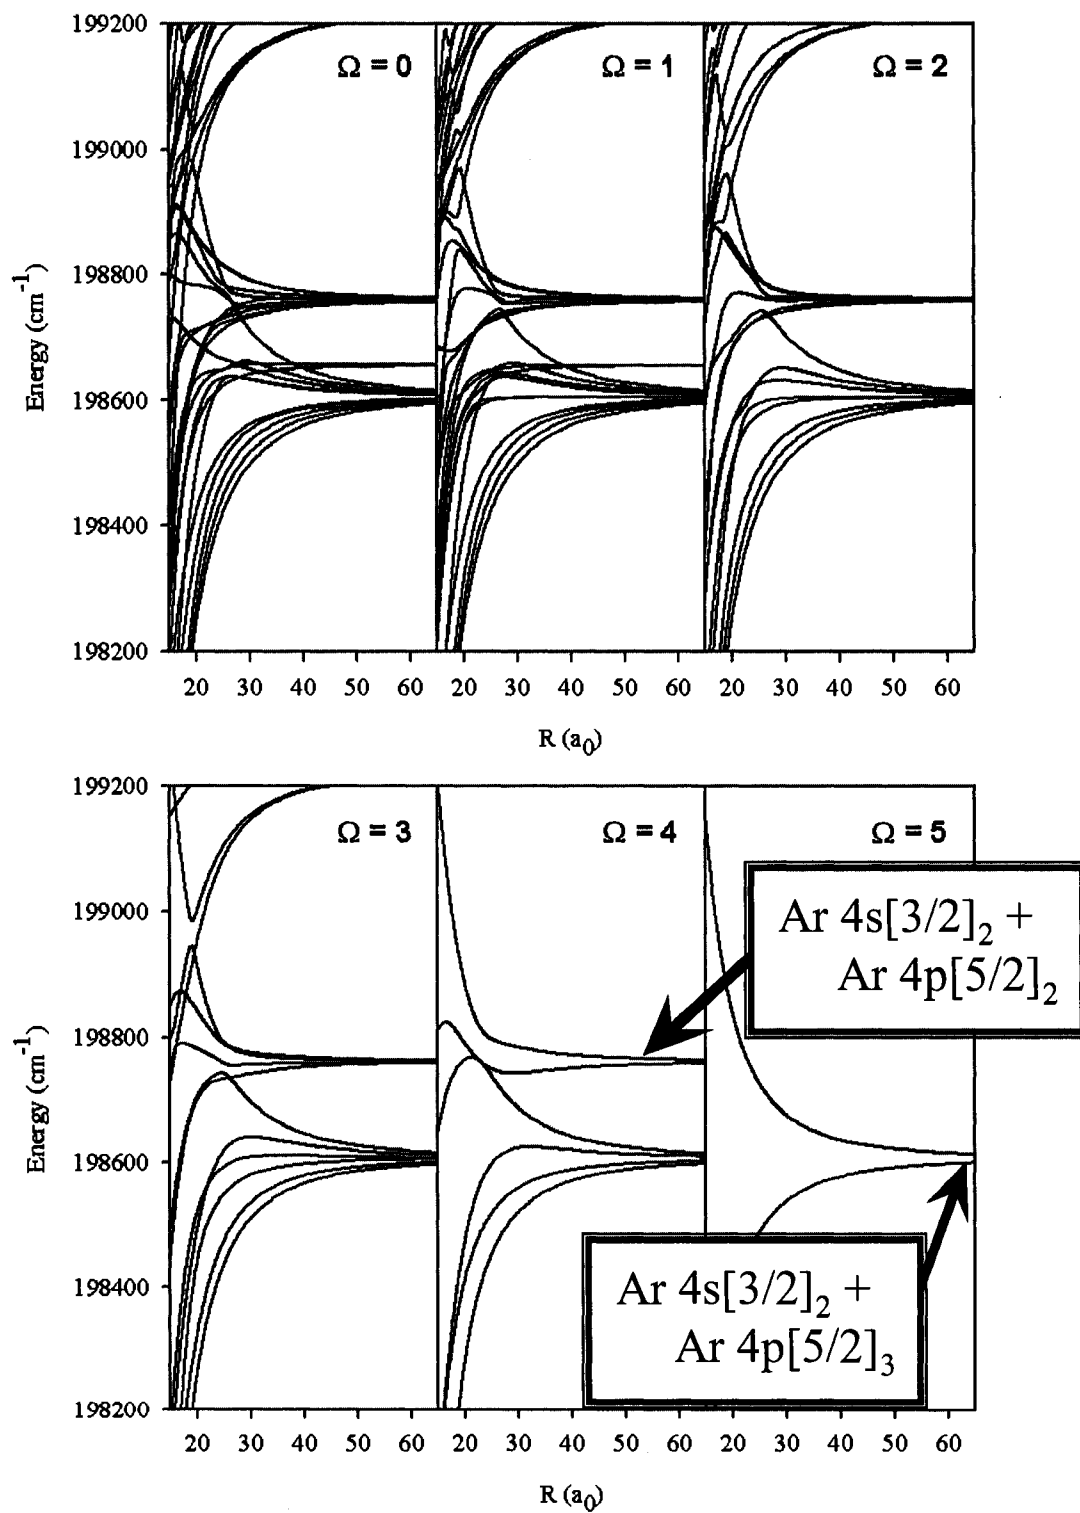 199200
199000
198800
198600
198400
198200
Energy (cm⁻¹)
Ω = 0
Ω = 1
Ω = 2
20 30 40 50 60 20 30 40 50 60 20 30 40 50 60
R (a₀)
199200
199000
198800
198600
198400
198200
Energy (cm⁻¹)
Ω = 3
Ω = 4
Ω = 5
Ar 4s[3/2]₂ +
Ar 4p[5/2]₂
Ar 4s[3/2]₂ +
Ar 4p[5/2]₃
20 30 40 50 60 20 30 40 50 60 20 30 40 50 60
R (a₀)